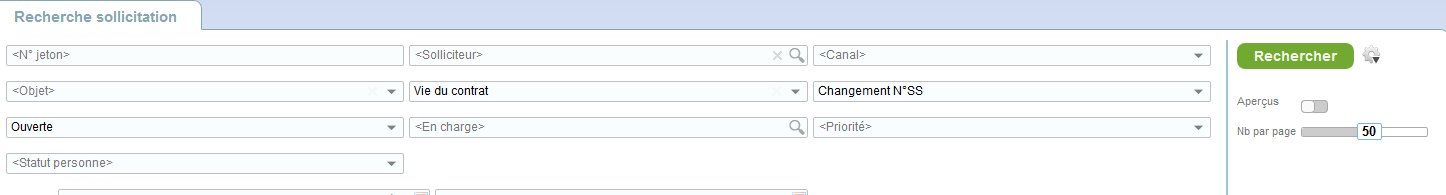 Recherche sollicitation
<N° jeton> <Solliciteur> <Canal> Rechercher
<Objet> Vie du contrat Changement N°SS
Aperçus
Ouverte <En charge> <Priorité> Nb par page 50
<Statut personne>